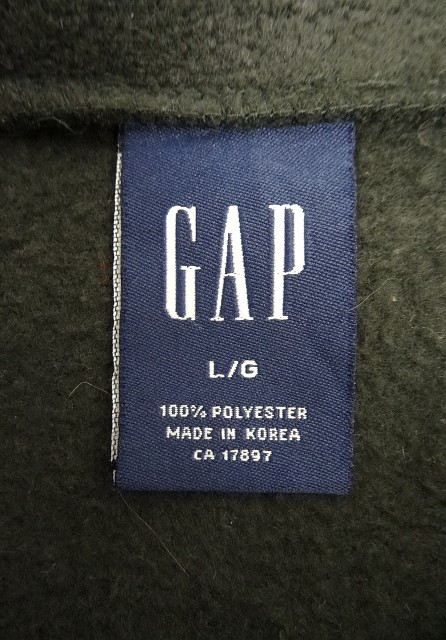 GAP
L/G
100% POLYESTER
MADE IN KOREA
CA 17897